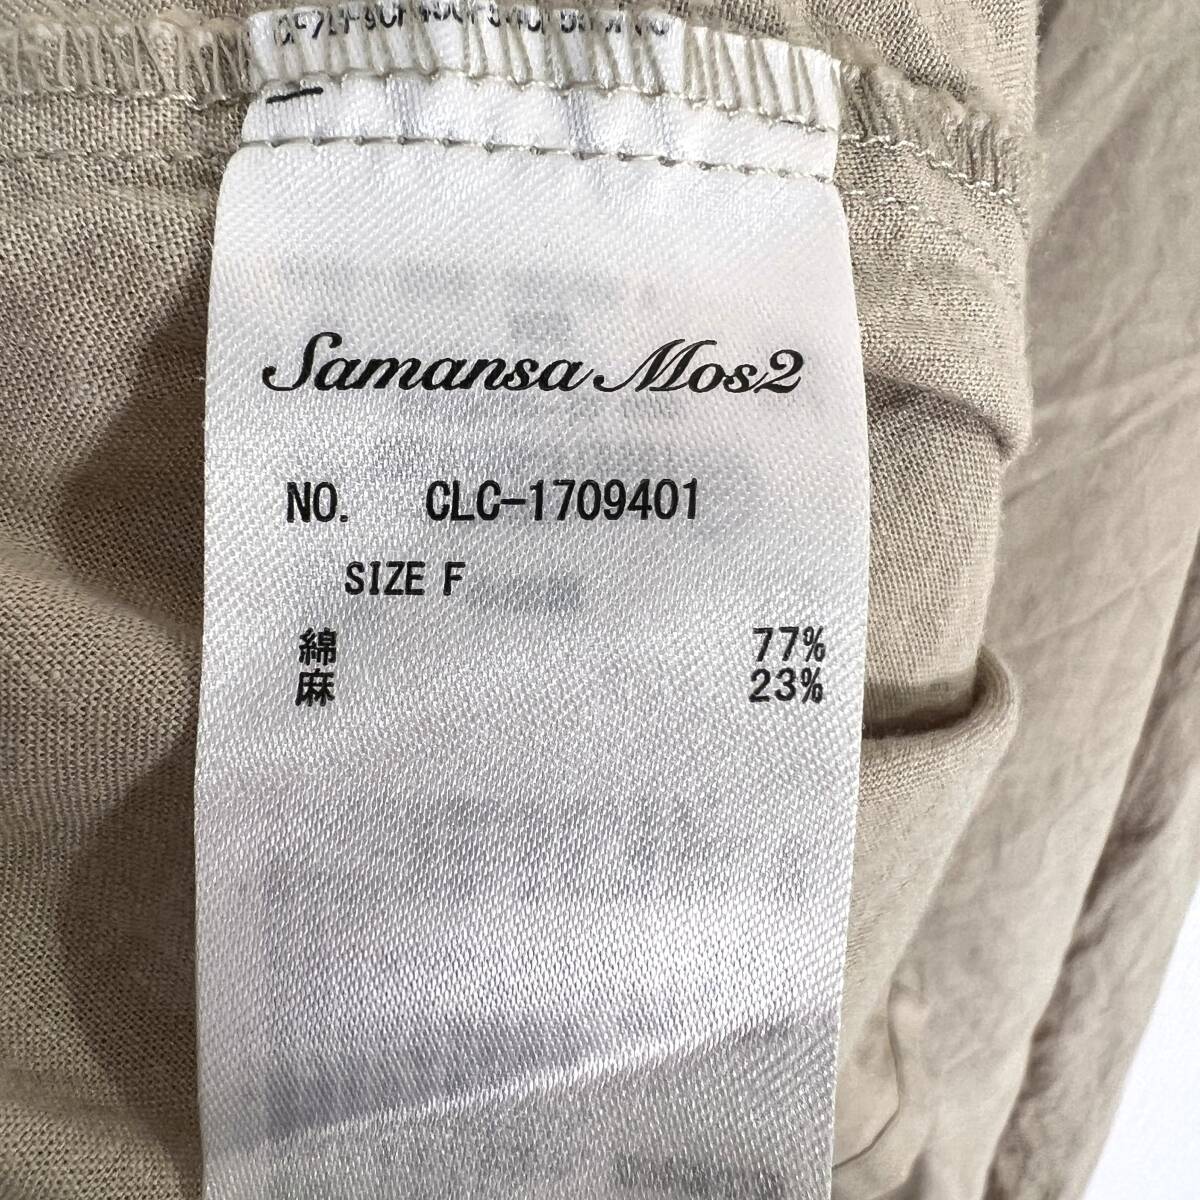 Samansa Mos2
NO. CLC-1709401
SIZE F
綿 77%
麻 23%